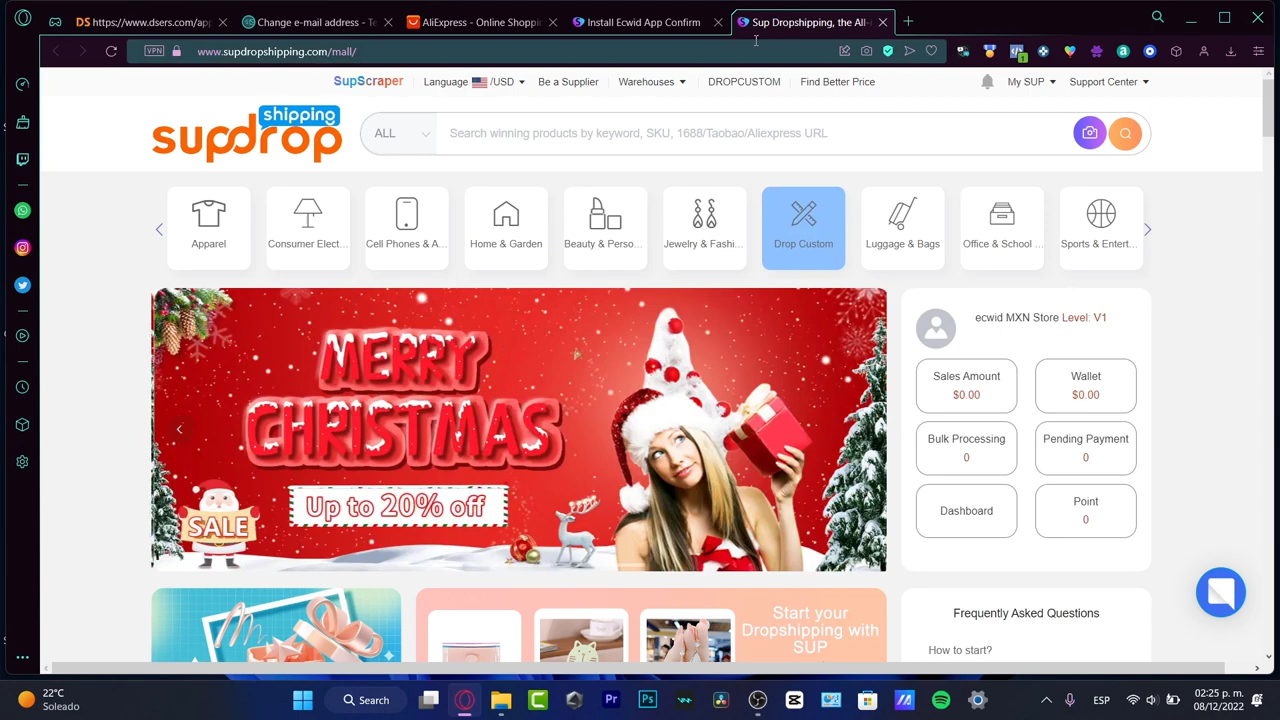 DS https://www.dsers.com/app
Change e-mail address - Te
AliExpress - Online Shoppin
Install Ecwid App Confirm
Sup Dropshipping, the All-i
VPN
www.supdropshipping.com/mall/
1
SupScraper
Language /USD
Be a Supplier
Warehouses
DROPCUSTOM
Find Better Price
My SUP
Support Center
shipping
supdrop
ALL
Search winning products by keyword, SKU, 1688/Taobao/Aliexpress URL
Apparel
Consumer Elect...
Cell Phones & A...
Home & Garden
Beauty & Perso...
Jewelry & Fashi...
Drop Custom
Luggage & Bags
Office & School ...
Sports & Entert...
MERRY
CHRISTMAS
Up to 20% off
SALE
ecwid MXN Store Level: V1
Sales Amount
$0.00
Wallet
$0.00
Bulk Processing
0
Pending Payment
0
Dashboard
Point
0
Start your
Dropshipping with
SUP
Frequently Asked Questions
How to start?
22°C
Soleado
Search
Pr
Ps
ESP
02:25 p. m.
08/12/2022